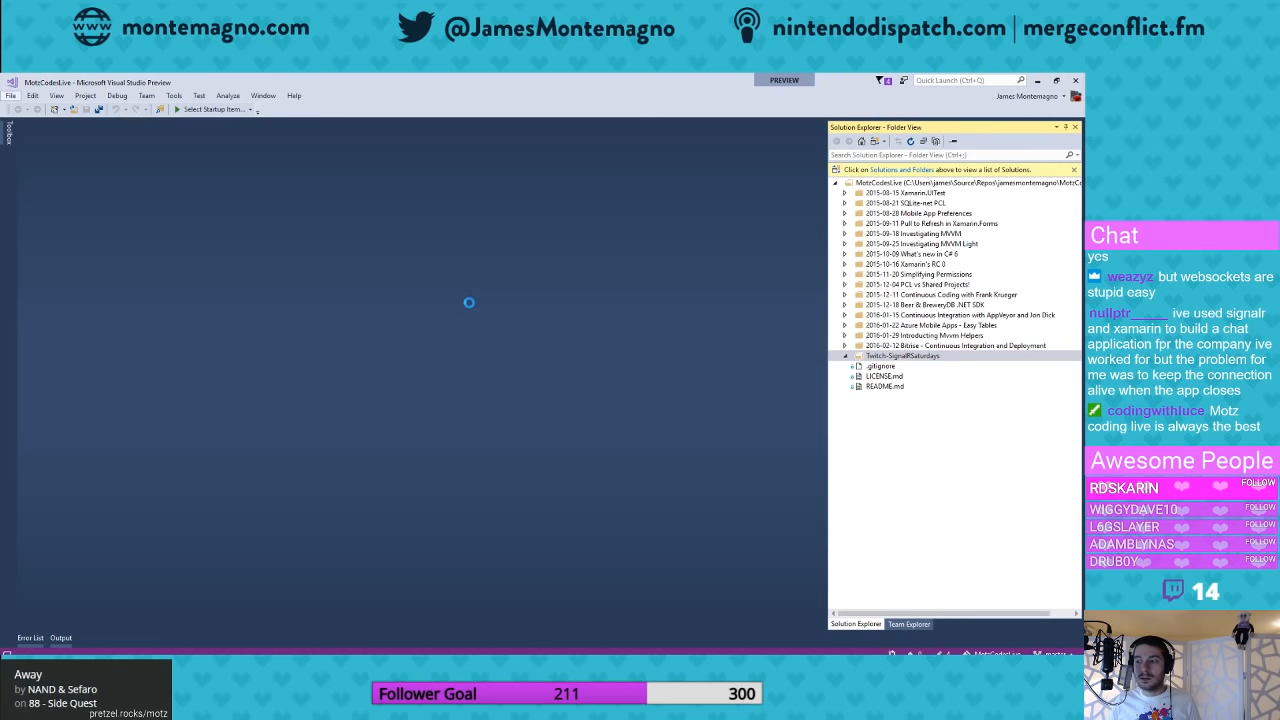 montemagno.com
@JamesMontemagno
nintendodispatch.com | mergeconflict.fm
MotzCodesLive - Microsoft Visual Studio Preview
PREVIEW
4
Quick Launch (Ctrl+Q)
File Edit View Project Debug Team Tools Test Analyze Window Help
James Montemagno
Select Startup Item...
Toolbox
Solution Explorer - Folder View
Search Solution Explorer - Folder View (Ctrl+;)
Click on Solutions and Folders above to view a list of Solutions.
MotzCodesLive (C:\Users\james\Source\Repos\jamesmontemagno\MotzCo
2015-08-15 Xamarin.UITest
2015-08-21 SQLite-net PCL
2015-08-28 Mobile App Preferences
2015-09-11 Pull to Refresh in Xamarin.Forms
2015-09-18 Investigating MVVM
2015-09-25 Investigating MVVM Light
2015-10-09 What's new in C# 6
2015-10-16 Xamarin's RC 0
2015-11-20 Simplifying Permissions
2015-12-04 PCL vs Shared Projects!
2015-12-11 Continuous Coding with Frank Krueger
2015-12-18 Beer & BreweryDB .NET SDK
2016-01-15 Continuous Integration with AppVeyor and Jon Dick
2016-01-22 Azure Mobile Apps - Easy Tables
2016-01-29 Introducing Mvvm Helpers
2016-02-12 Bitrise - Continuous Integration and Deployment
Twitch-SignalRSaturdays
.gitignore
LICENSE.md
README.md
Solution Explorer Team Explorer
Error List Output
MotzCodesLive master
Chat
yes
weazyz but websockets are
stupid easy
nullptr_____ ive used signalr
and xamarin to build a chat
application fpr the company ive
worked for but the problem for
me was to keep the connection
alive when the app closes
codingwithluce Motz
coding live is always the best
Awesome People
RDSKARIN FOLLOW
WIGGYDAVE10 FOLLOW
L6GSLAYER FOLLOW
ADAMBLYNAS FOLLOW
DRUB0Y FOLLOW
14
Away
by NAND & Sefaro
on 88 - Side Quest
pretzel.rocks/motz
Follower Goal 211 300